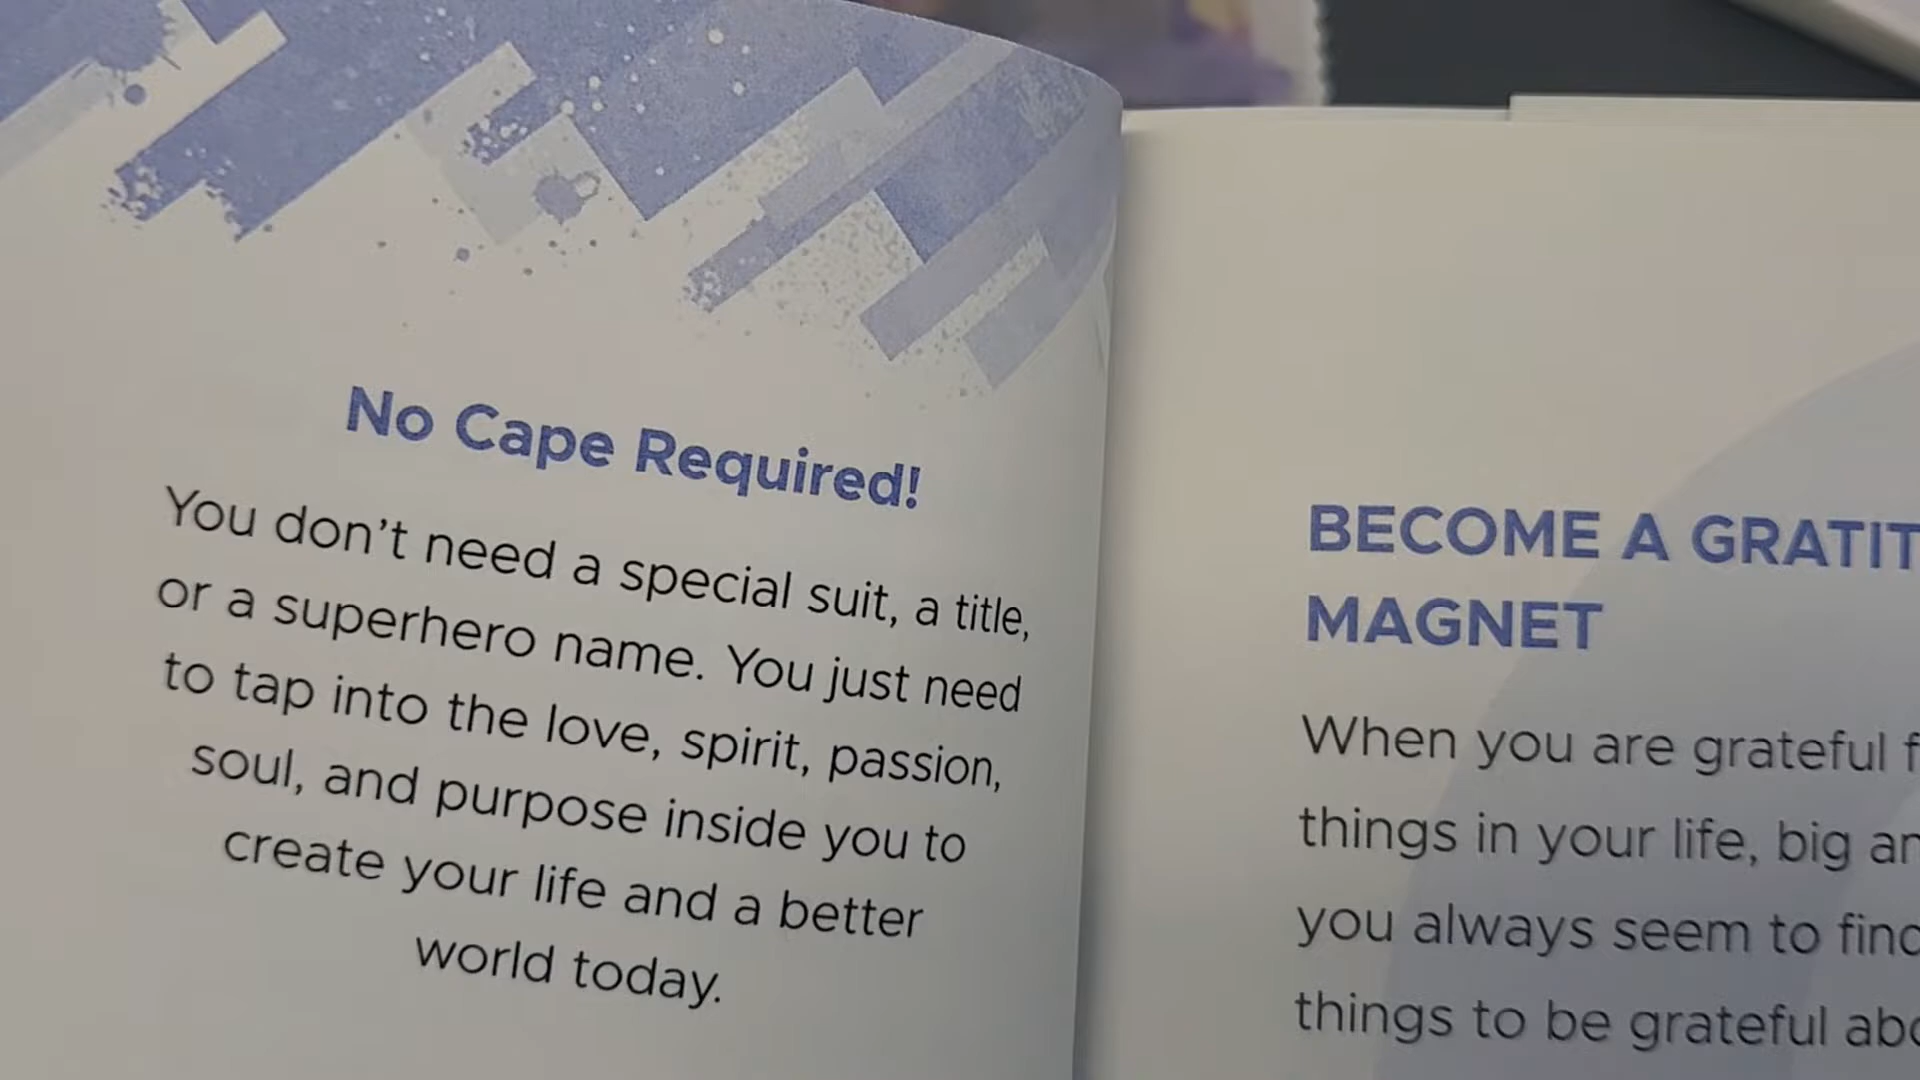 No Cape Required!
You don't need a special suit, a title,
or a superhero name. You just need
to tap into the love, spirit, passion,
soul, and purpose inside you to
create your life and a better
world today.
BECOME A GRATIT
MAGNET
When you are grateful f
things in your life, big an
you always seem to find
things to be grateful abo